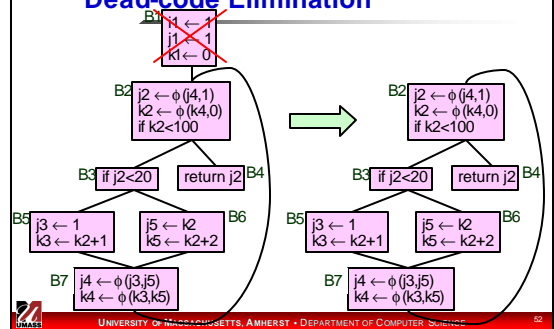 Dead-code Elimination
B1
i1 ← 1
j1 ← 1
k1 ← 0
B2
j2 ← ϕ (j4,1)
k2 ← ϕ (k4,0)
if k2<100
B3
if j2<20
return j2
B4
B5
j3 ← 1
k3 ← k2+1
j5 ← k2
k5 ← k2+2
B6
B7
j4 ← ϕ (j3,j5)
k4 ← ϕ (k3,k5)
B2
j2 ← ϕ (j4,1)
k2 ← ϕ (k4,0)
if k2<100
B3
if j2<20
return j2
B4
B5
j3 ← 1
k3 ← k2+1
j5 ← k2
k5 ← k2+2
B6
B7
j4 ← ϕ (j3,j5)
k4 ← ϕ (k3,k5)
UMASS
UNIVERSITY OF MASSACHUSETTS, AMHERST • DEPARTMENT OF COMPUTER SCIENCE
52